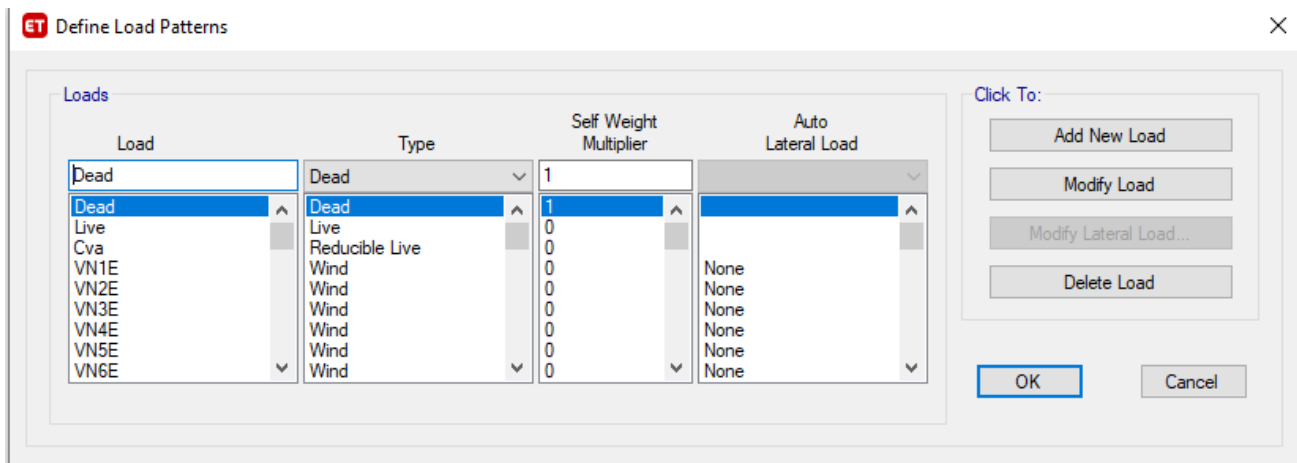 ET Define Load Patterns
Loads
Click To:
Load Type Self Weight Multiplier Auto Lateral Load
Dead Dead 1
Dead Dead 1
Live Live 0
Cva Reducible Live 0
VN1E Wind 0 None
VN2E Wind 0 None
VN3E Wind 0 None
VN4E Wind 0 None
VN5E Wind 0 None
VN6E Wind 0 None
Add New Load
Modify Load
Modify Lateral Load...
Delete Load
OK Cancel